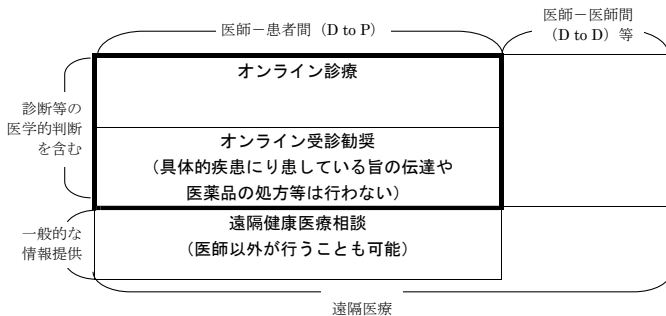 医師－患者間（D to P）
医師－医師間
（D to D）等
オンライン診療
診断等の
医学的判断
を含む
オンライン受診勧奨
（具体的疾患にり患している旨の伝達や
医薬品の処方等は行わない）
一般的な
情報提供
遠隔健康医療相談
（医師以外が行うことも可能）
遠隔医療